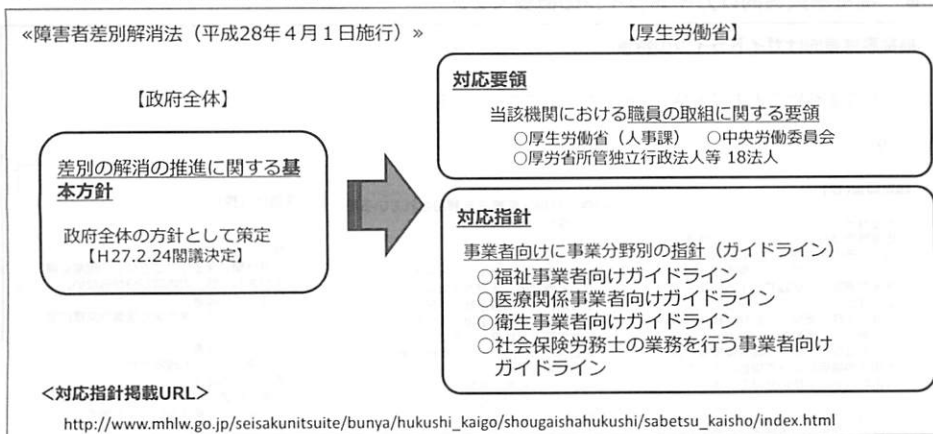 ≪障害者差別解消法（平成28年４月１日施行）≫
【政府全体】
差別の解消の推進に関する基
本方針
政府全体の方針として策定
【H27.2.24閣議決定】
【厚生労働省】
対応要領
当該機関における職員の取組に関する要領
○厚生労働省（人事課）　○中央労働委員会
○厚労省所管独立行政法人等 18法人
対応指針
事業者向けに事業分野別の指針（ガイドライン）
○福祉事業者向けガイドライン
○医療関係事業者向けガイドライン
○衛生事業者向けガイドライン
○社会保険労務士の業務を行う事業者向け
ガイドライン
＜対応指針掲載URL＞
http://www.mhlw.go.jp/seisakunitsuite/bunya/hukushi_kaigo/shougaishahukushi/sabetsu_kaisho/index.html